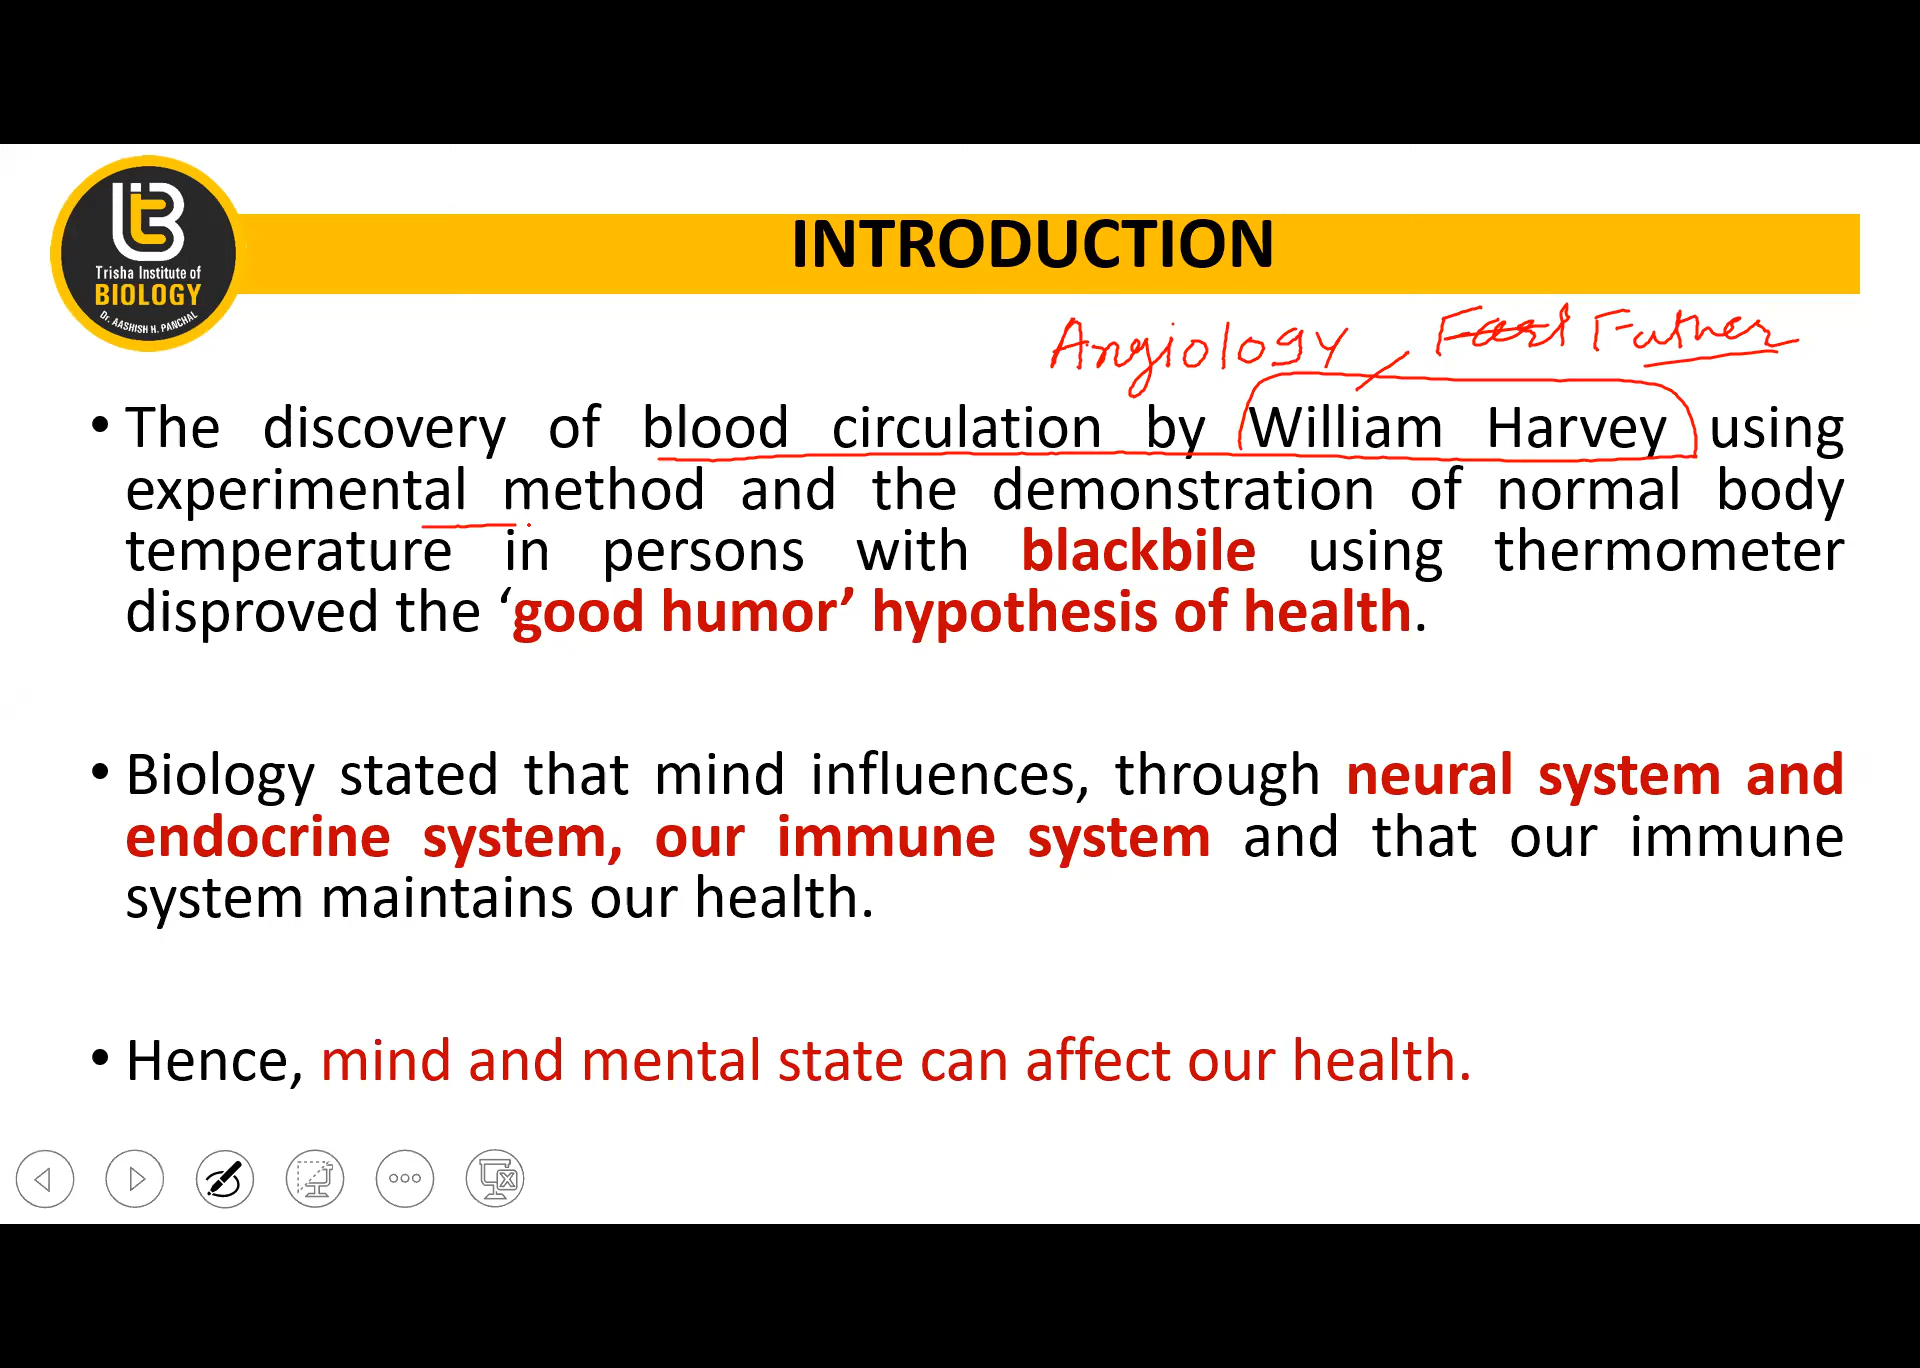 Trisha Institute of
BIOLOGY
Dr. AASHISH H. PANCHAL
INTRODUCTION
Angiology Father
• The discovery of blood circulation by William Harvey using
experimental method and the demonstration of normal body
temperature in persons with blackbile using thermometer
disproved the ‘good humor’ hypothesis of health.
• Biology stated that mind influences, through neural system and
endocrine system, our immune system and that our immune
system maintains our health.
• Hence, mind and mental state can affect our health.